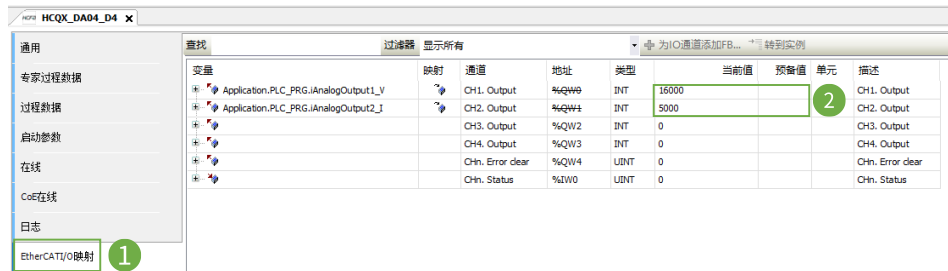 HCFA HCQX_DA04_D4 X
通用
专家过程数据
过程数据
启动参数
在线
CoE在线
日志
EtherCATI/O映射
1
查找 过滤器 显示所有 为IO通道添加FB... 转到实例
变量 映射 通道 地址 类型 当前值 预备值 单元 描述
Application.PLC_PRG.iAnalogOutput1_V CH1. Output %QW0 INT 16000 CH1. Output
Application.PLC_PRG.iAnalogOutput2_I CH2. Output %QW1 INT 5000 CH2. Output
CH3. Output %QW2 INT 0 CH3. Output
CH4. Output %QW3 INT 0 CH4. Output
CHn. Error clear %QW4 UINT 0 CHn. Error clear
CHn. Status %IW0 UINT 0 CHn. Status
2